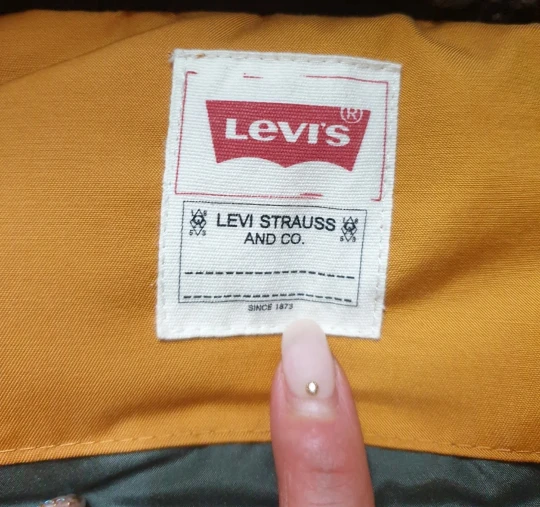 LEVI'S ®
LEVI STRAUSS
AND CO.
SINCE 1873